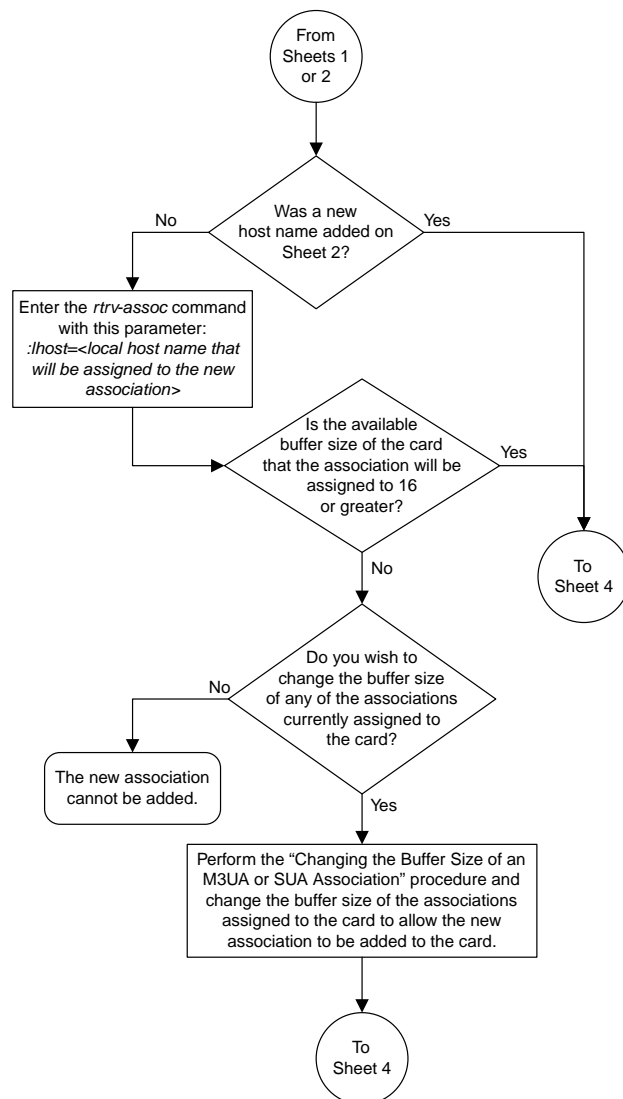 From
Sheets 1
or 2
Was a new
host name added on
Sheet 2?
No
Yes
Enter the rtrv-assoc command
with this parameter:
:lhost=<local host name that
will be assigned to the new
association>
Is the available
buffer size of the card
that the association will be
assigned to 16
or greater?
Yes
No
To
Sheet 4
Do you wish to
change the buffer size
of any of the associations
currently assigned to
the card?
No
Yes
The new association
cannot be added.
Perform the “Changing the Buffer Size of an
M3UA or SUA Association” procedure and
change the buffer size of the associations
assigned to the card to allow the new
association to be added to the card.
To
Sheet 4